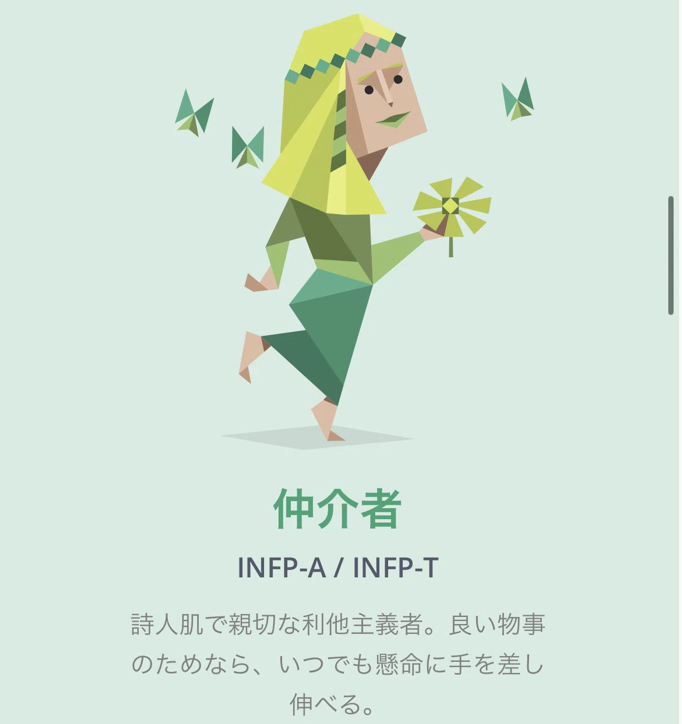 仲介者
INFP-A / INFP-T
詩人肌で親切な利他主義者。良い物事
のためなら、いつでも懸命に手を差し
伸べる。